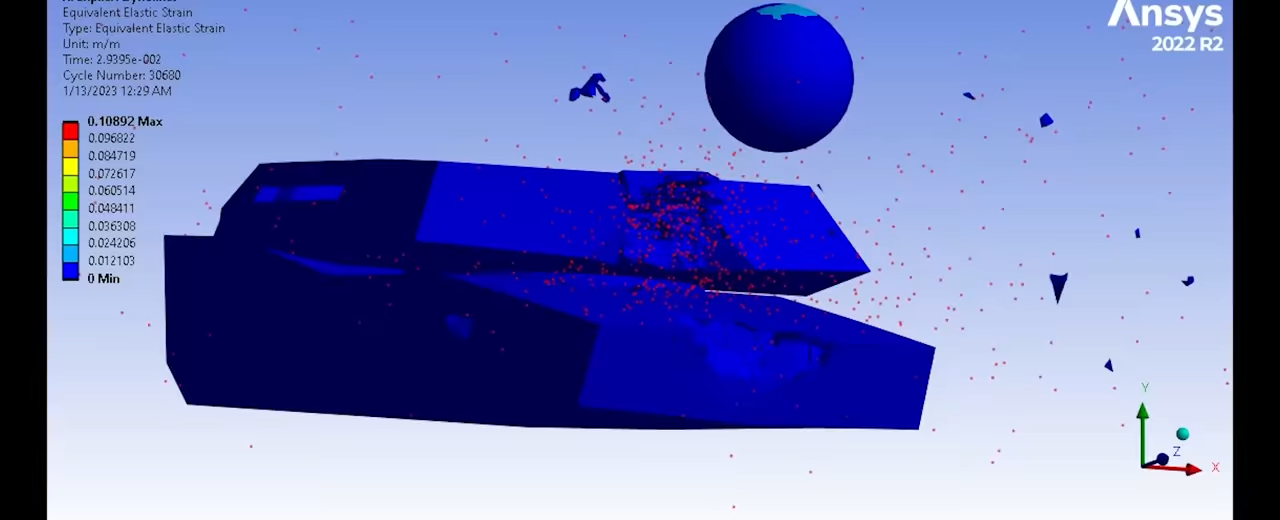 Equivalent Elastic Strain
Type: Equivalent Elastic Strain
Unit: m/m
Time: 2.9395e-002
Cycle Number: 30680
1/13/2023 12:29 AM
0.10892 Max
0.096822
0.084719
0.072617
0.060514
0.048411
0.036308
0.024206
0.012103
0 Min
Ansys
2022 R2
Y
Z
X